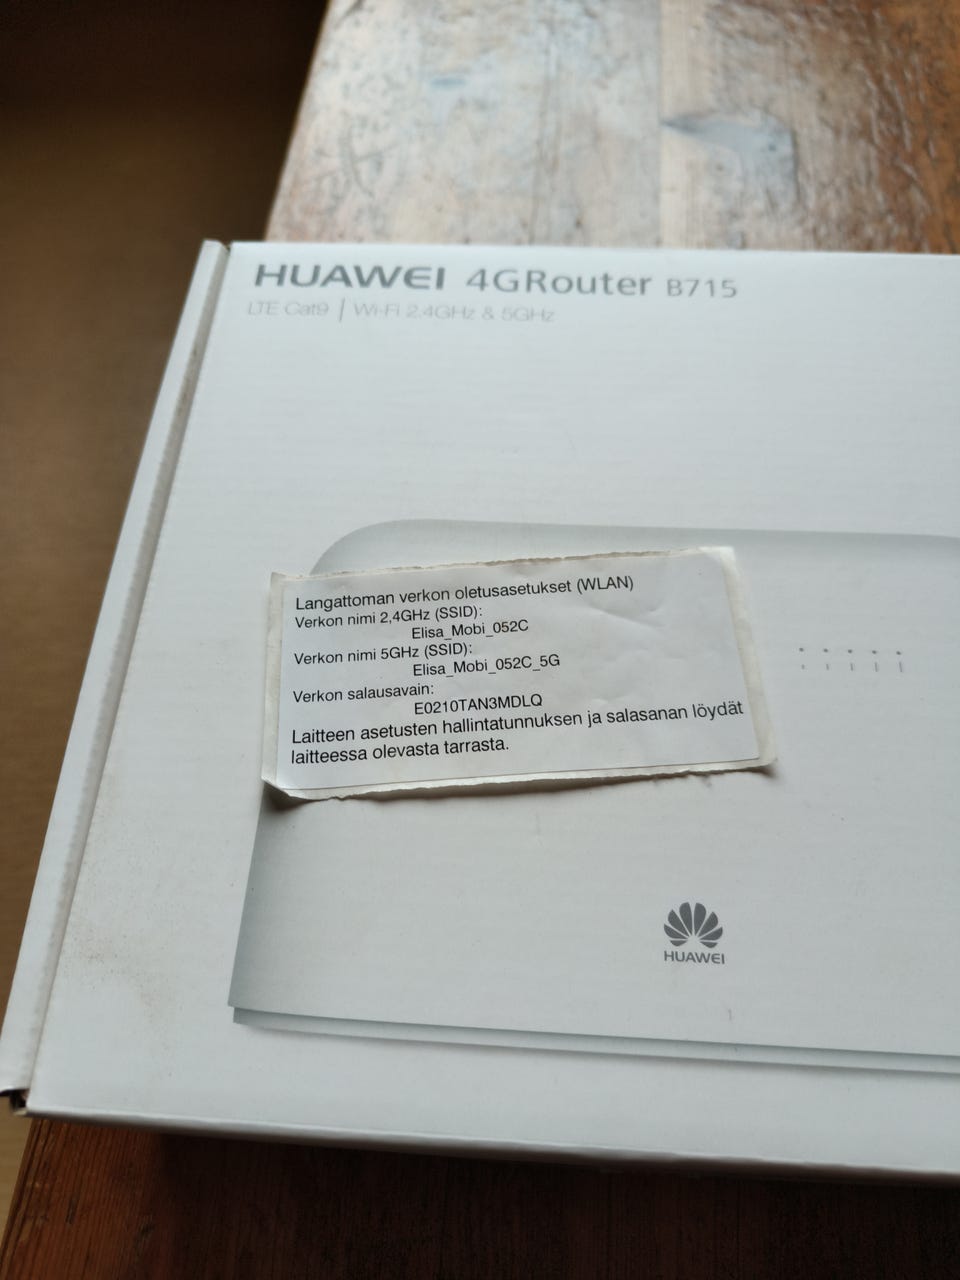 HUAWEI 4GRouter B715
LTE Cat9 | Wi-Fi 2.4GHz & 5GHz
Langattoman verkon oletusasetukset (WLAN)
Verkon nimi 2,4GHz (SSID):
Elisa_Mobi_052C
Verkon nimi 5GHz (SSID):
Elisa_Mobi_052C_5G
Verkon salausavain:
E0210TAN3MDLQ
Laitteen asetusten hallintatunnuksen ja salasanan löydät
laitteessa olevasta tarrasta.
HUAWEI